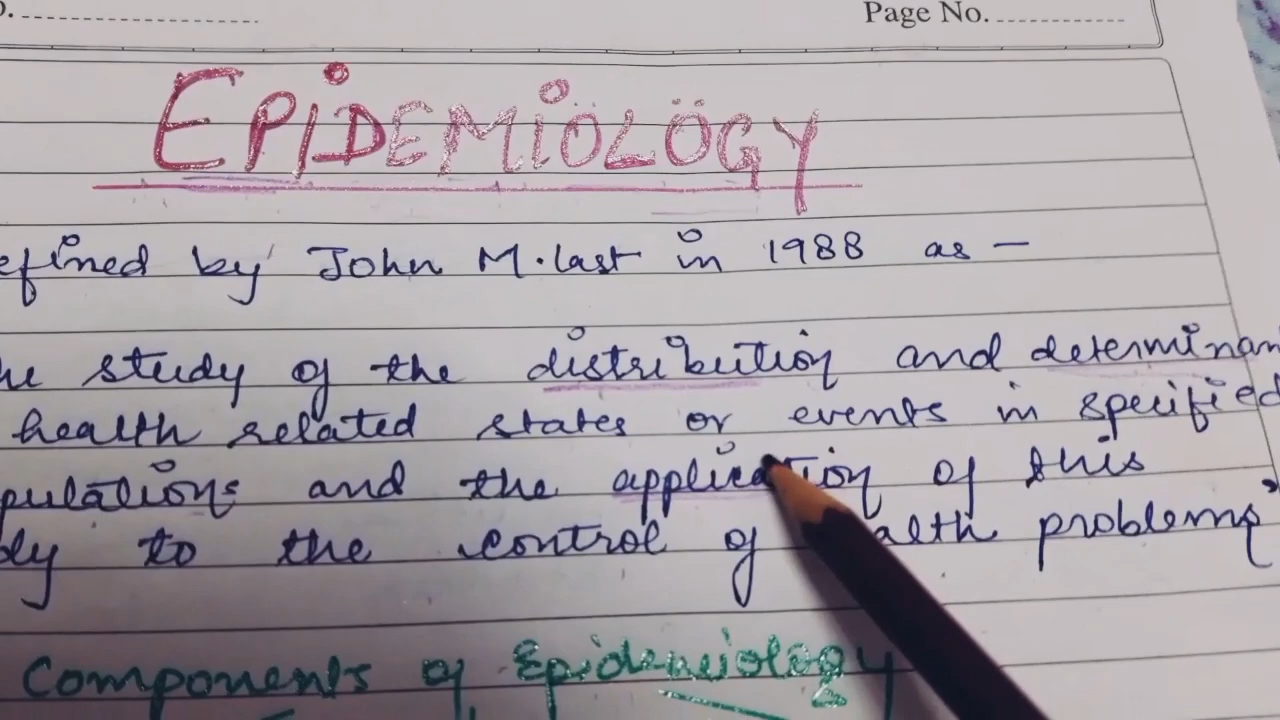 Page No.
EPIDEMIOLOGY
efined by John M. last in 1988 as —
he study of the distribution and determinan
health related states or events in specified
pulations and the application of this
dy to the control of ealth problems"
Components of Epidemiology